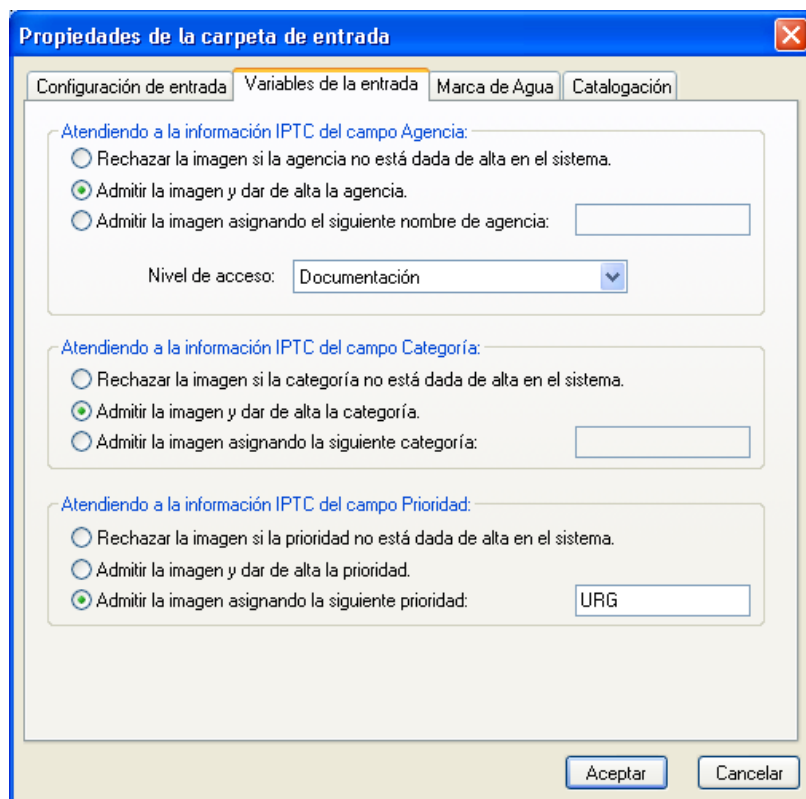 Propiedades de la carpeta de entrada
Configuración de entrada Variables de la entrada Marca de Agua Catalogación
Atendiendo a la información IPTC del campo Agencia:
Rechazar la imagen si la agencia no está dada de alta en el sistema.
Admitir la imagen y dar de alta la agencia.
Admitir la imagen asignando el siguiente nombre de agencia:
Nivel de acceso: Documentación
Atendiendo a la información IPTC del campo Categoría:
Rechazar la imagen si la categoría no está dada de alta en el sistema.
Admitir la imagen y dar de alta la categoría.
Admitir la imagen asignando la siguiente categoría:
Atendiendo a la información IPTC del campo Prioridad:
Rechazar la imagen si la prioridad no está dada de alta en el sistema.
Admitir la imagen y dar de alta la prioridad.
Admitir la imagen asignando la siguiente prioridad: URG
Aceptar Cancelar